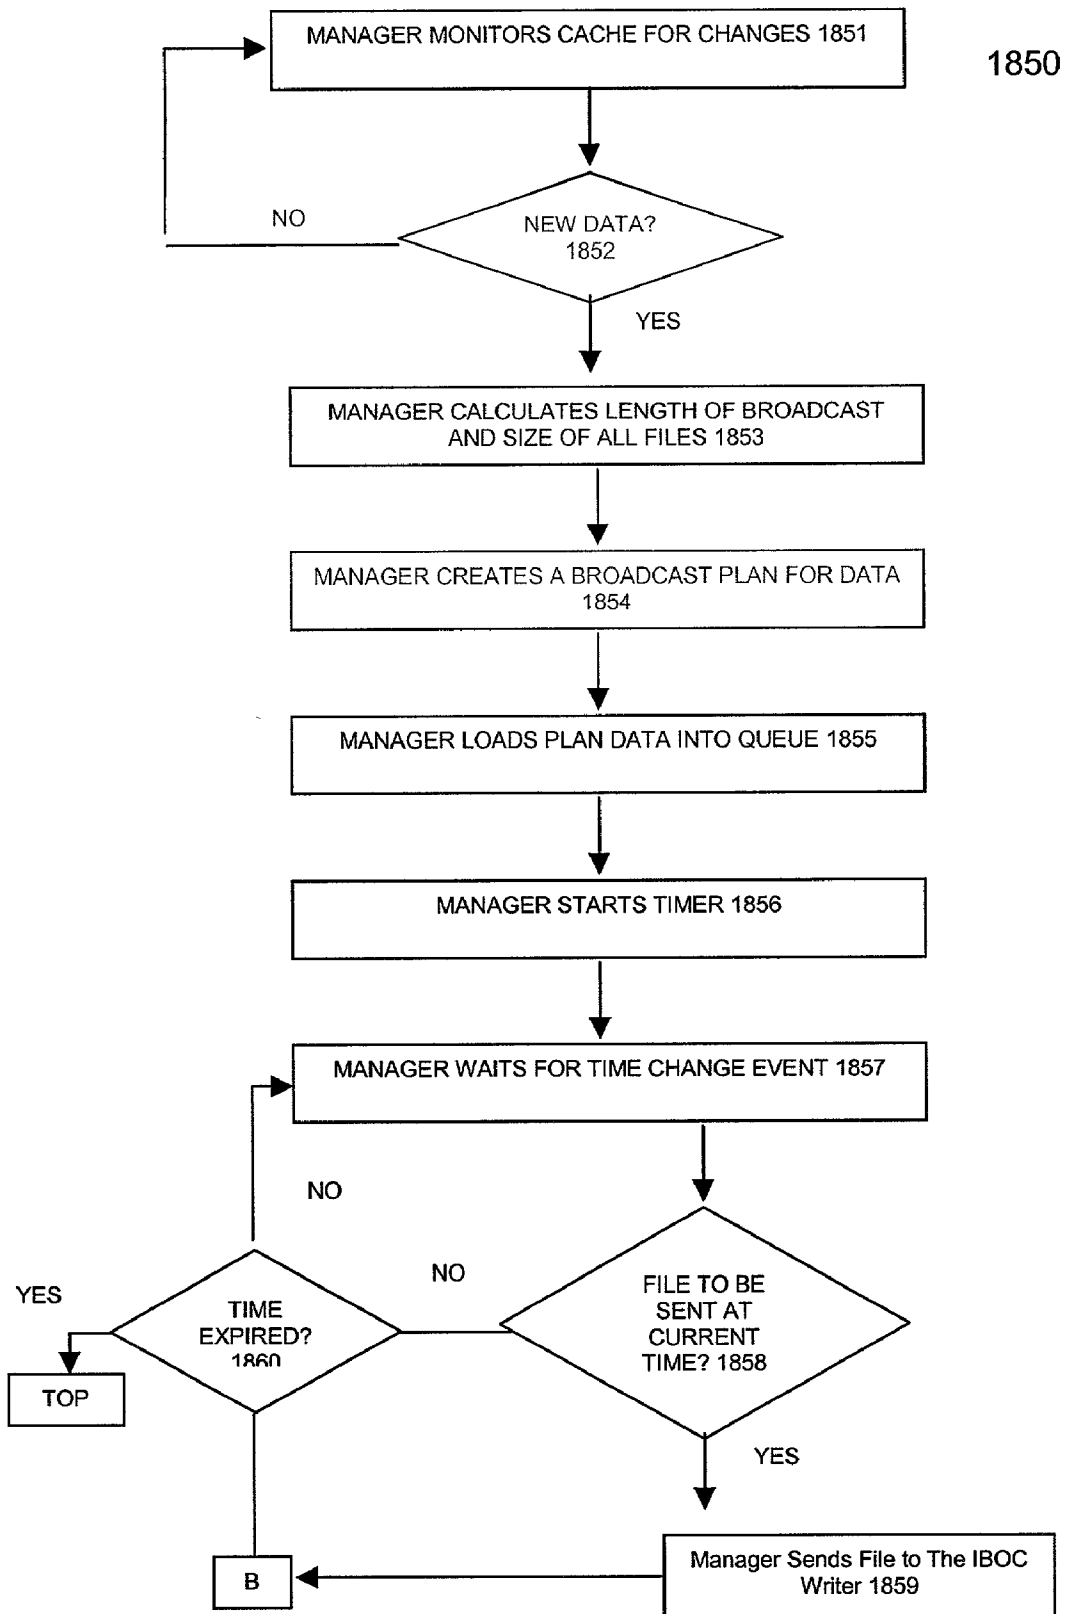 MANAGER MONITORS CACHE FOR CHANGES 1851
1850
NO
NEW DATA?
1852
YES
MANAGER CALCULATES LENGTH OF BROADCAST
AND SIZE OF ALL FILES 1853
MANAGER CREATES A BROADCAST PLAN FOR DATA
1854
MANAGER LOADS PLAN DATA INTO QUEUE 1855
MANAGER STARTS TIMER 1856
MANAGER WAITS FOR TIME CHANGE EVENT 1857
NO
YES
TIME
EXPIRED?
1860
NO
FILE TO BE
SENT AT
CURRENT
TIME? 1858
TOP
YES
B
Manager Sends File to The IBOC
Writer 1859